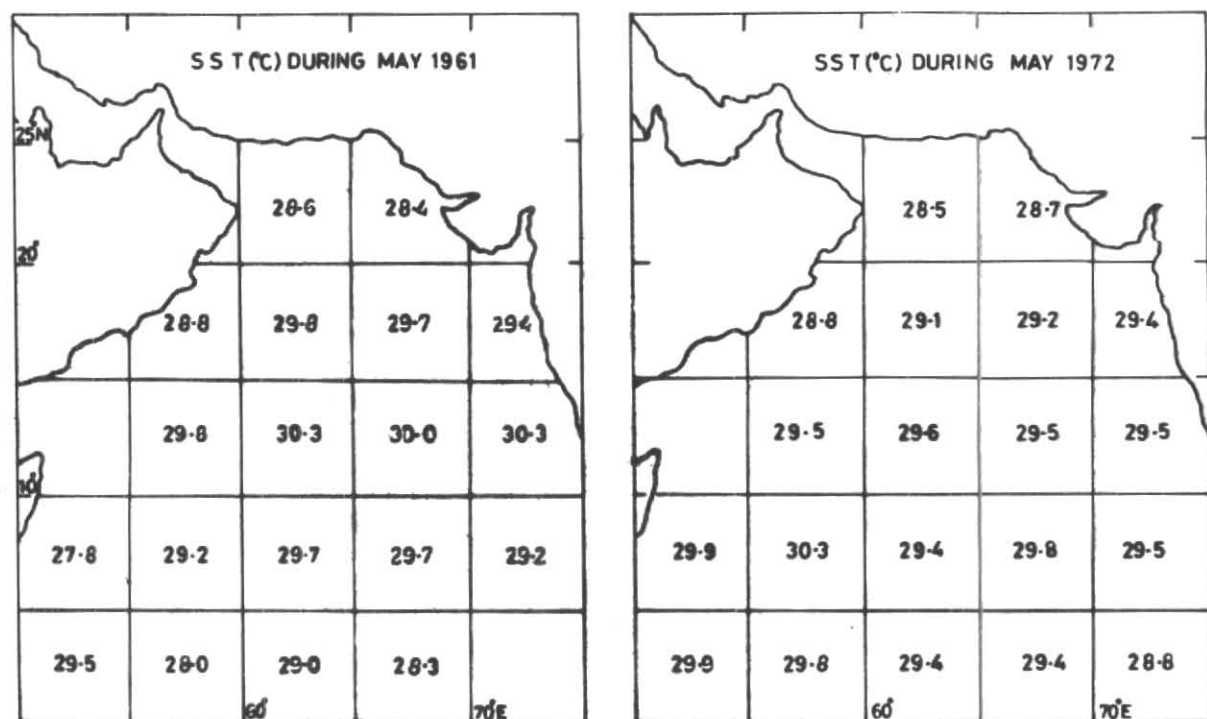 SST(°C) DURING MAY 1961
25°N
28·6 28·4
20°
28·8 29·8 29·7 29·4
29·8 30·3 30·0 30·3
10°
27·8 29·2 29·7 29·7 29·2
29·5 28·0 29·0 28·3
60° 70°E
SST(°C) DURING MAY 1972
28·5 28·7
28·8 29·1 29·2 29·4
29·5 29·6 29·5 29·5
29·9 30·3 29·4 29·8 29·5
29·9 29·8 29·4 29·4 28·8
60° 70°E